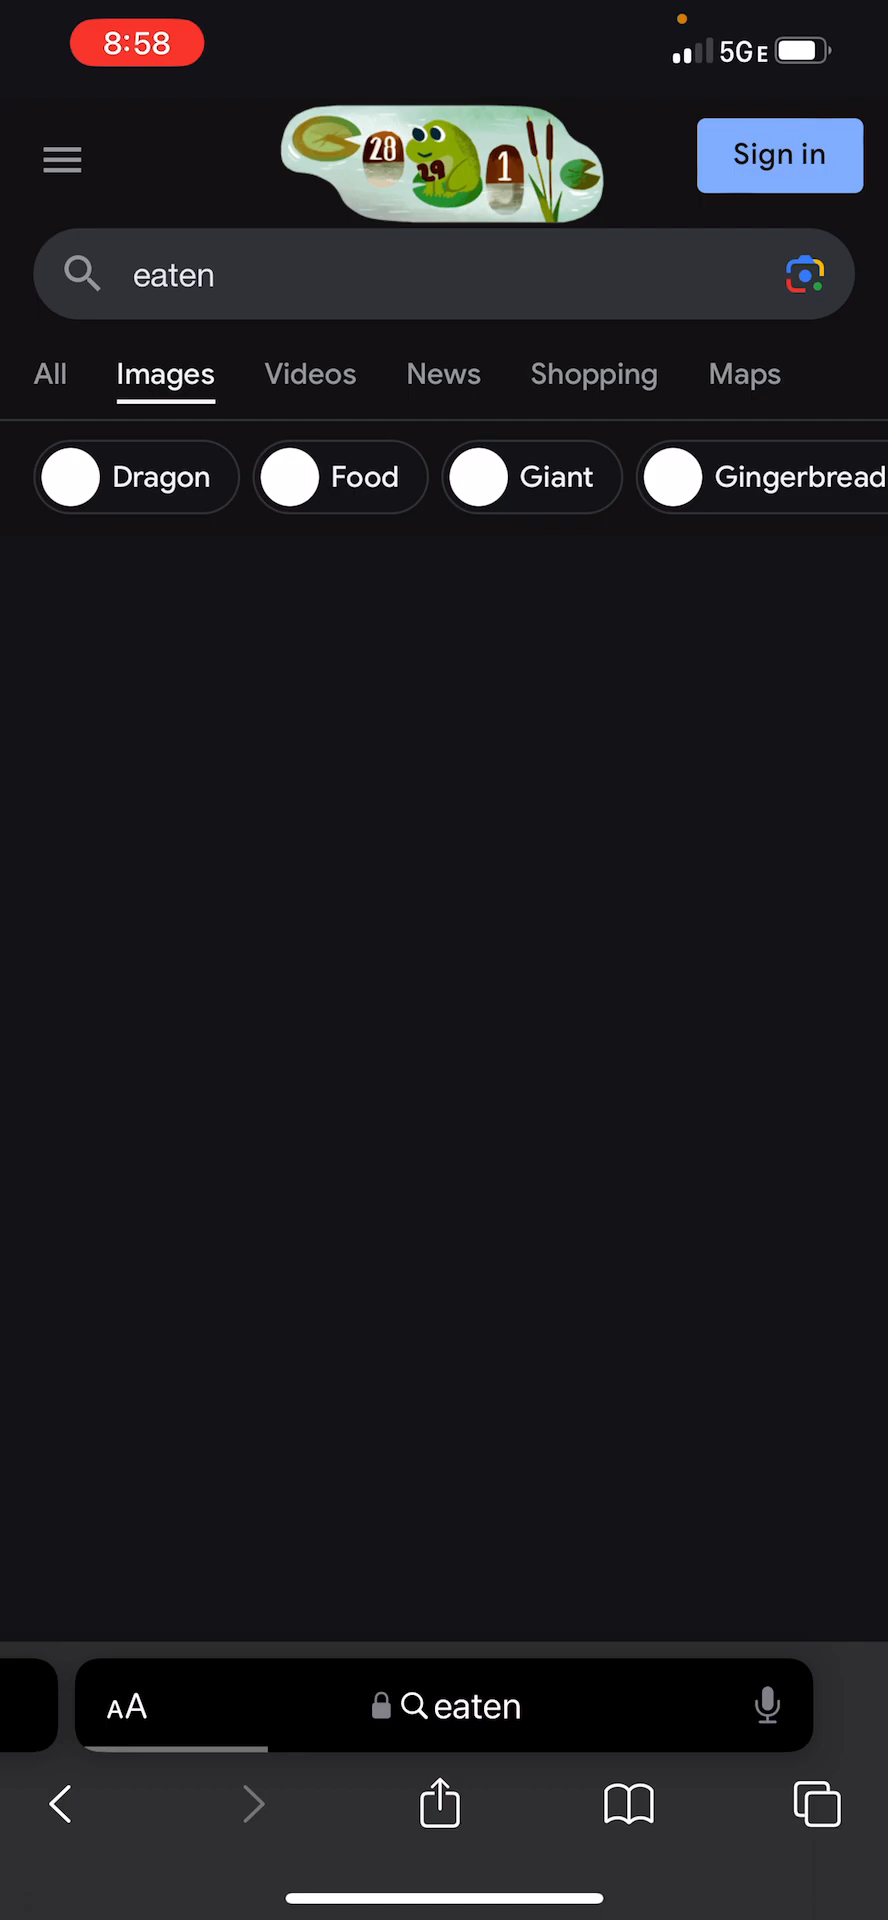 8:58
5GE
28
29
1
Sign in
eaten
All Images Videos News Shopping Maps
Dragon Food Giant Gingerbread
AA eaten